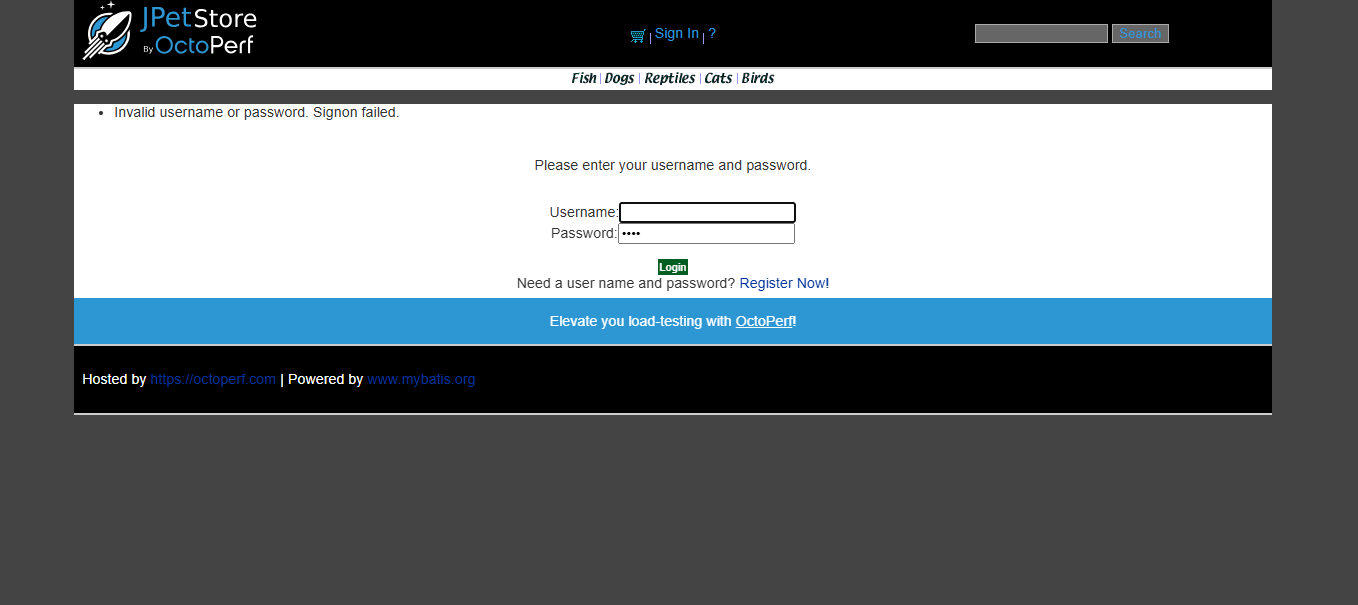 JPetStore
By OctoPerf
Sign In | ?
Search
Fish | Dogs | Reptiles | Cats | Birds
• Invalid username or password. Signon failed.
Please enter your username and password.
Username:
Password:••••
Login
Need a user name and password? Register Now!
Elevate you load-testing with OctoPerf!
Hosted by https://octoperf.com | Powered by www.mybatis.org